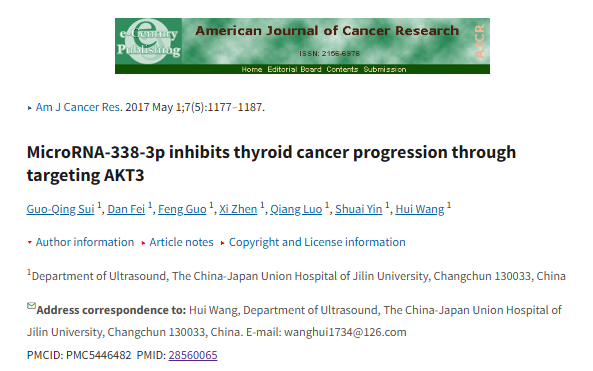 e-Century
Publishing
American Journal of Cancer Research
ISSN: 2156-6976
AJCR
Home Editorial Board Contents Submission
Am J Cancer Res. 2017 May 1;7(5):1177–1187.
MicroRNA-338-3p inhibits thyroid cancer progression through
targeting AKT3
Guo-Qing Sui 1, Dan Fei 1, Feng Guo 1, Xi Zhen 1, Qiang Luo 1, Shuai Yin 1, Hui Wang 1
Author information Article notes Copyright and License information
1Department of Ultrasound, The China-Japan Union Hospital of Jilin University, Changchun 130033, China
Address correspondence to: Hui Wang, Department of Ultrasound, The China-Japan Union Hospital of
Jilin University, Changchun 130033, China. E-mail: wanghui1734@126.com
PMCID: PMC5446482 PMID: 28560065